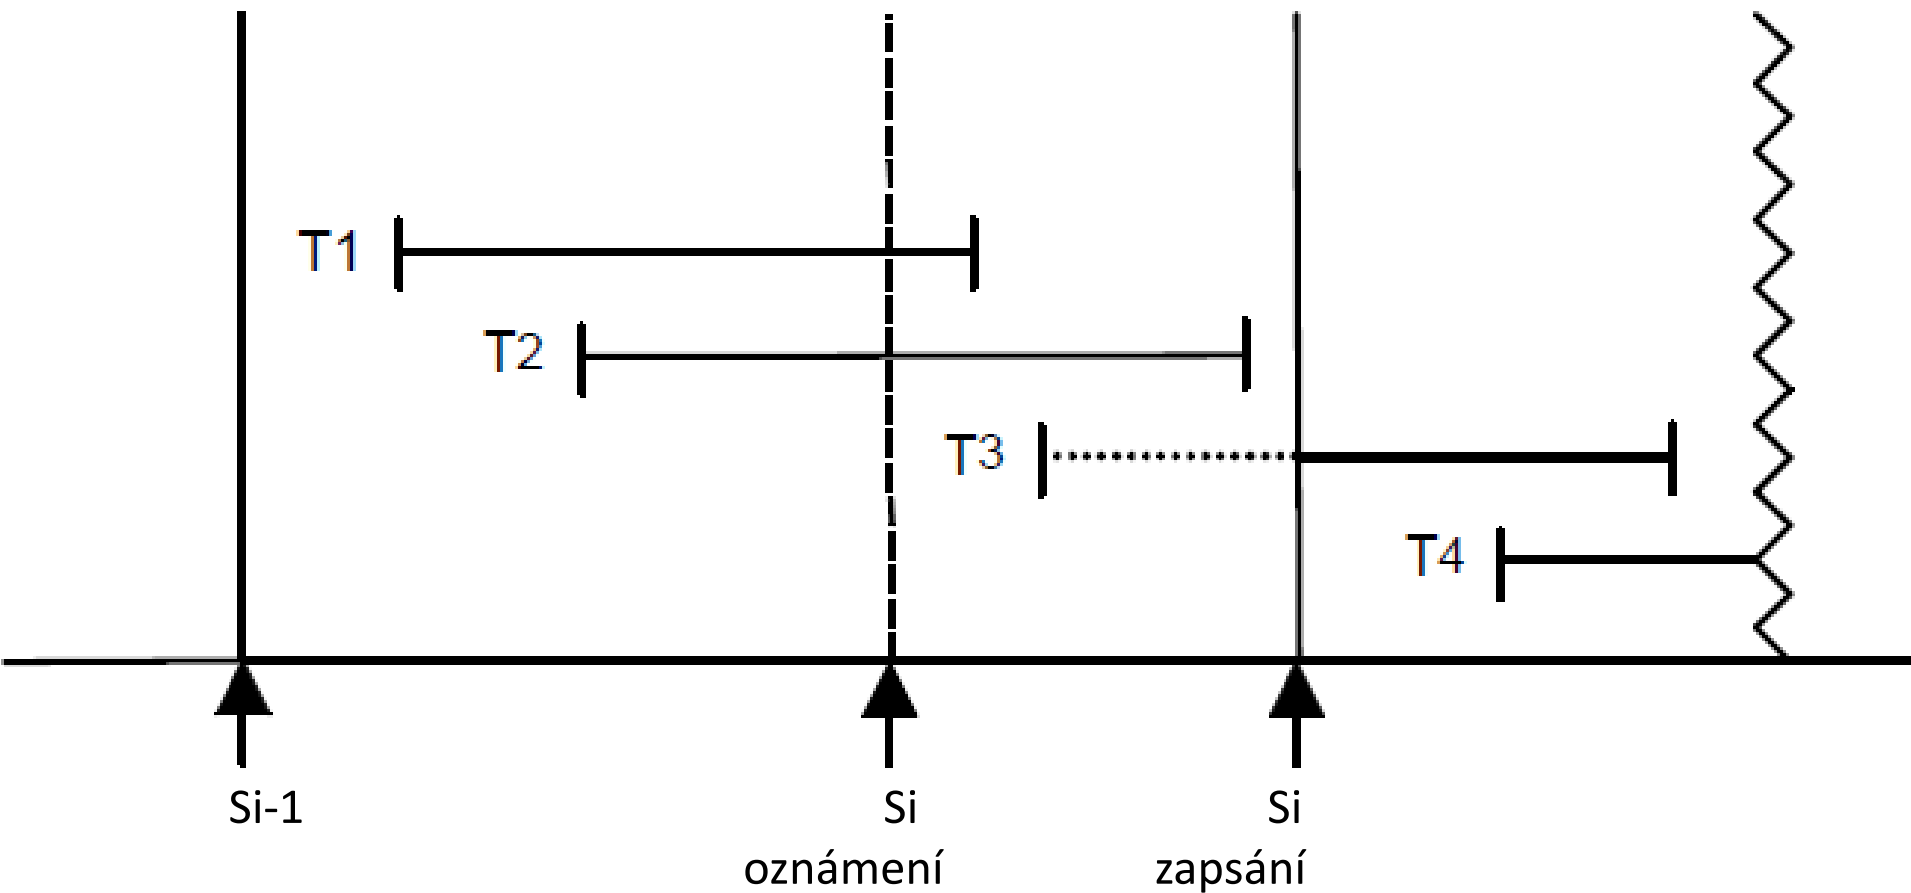 T1
T2
T3
T4
Si-1
Si
oznámení
Si
zapsání